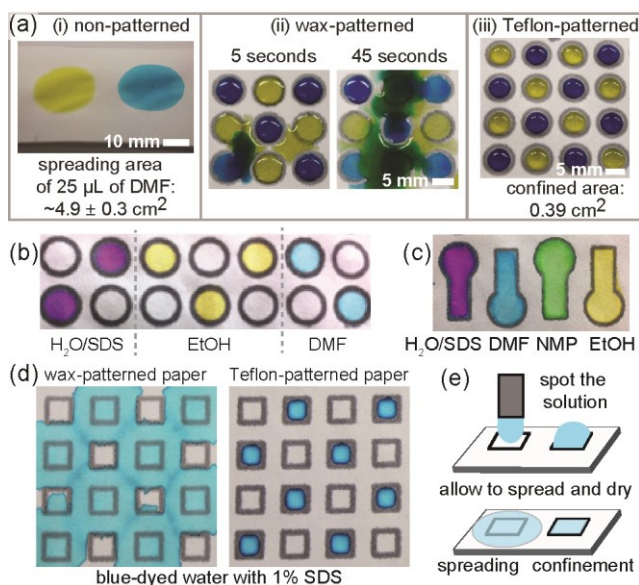 (a) (i) non-patterned
10 mm
spreading area
of 25 µL of DMF:
~4.9 ± 0.3 cm²
(ii) wax-patterned
5 seconds 45 seconds
5 mm
(iii) Teflon-patterned
5 mm
confined area:
0.39 cm²
(b)
H₂O/SDS EtOH DMF
(c)
H₂O/SDS DMF NMP EtOH
(d) wax-patterned paper Teflon-patterned paper
blue-dyed water with 1% SDS
(e) spot the
solution
allow to spread and dry
spreading confinement